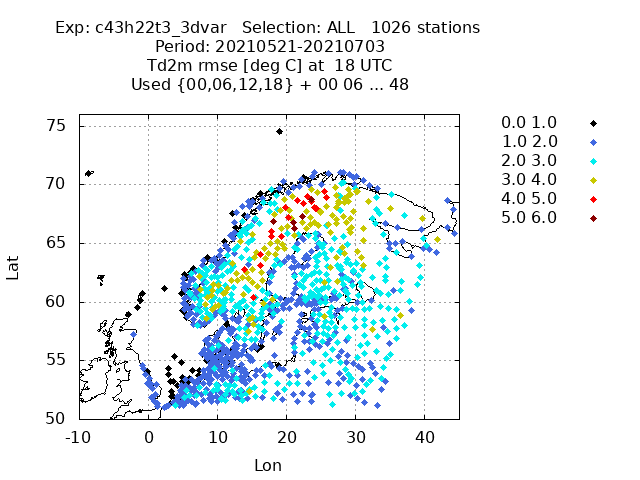 Exp: c43h22t3_3dvar   Selection: ALL   1026 stations
Period: 20210521-20210703
Td2m rmse [deg C] at  18 UTC
Used {00,06,12,18} + 00 06 ... 48
75
70
65
60
55
50
Lat
-10 0 10 20 30 40
Lon
0.0 1.0
1.0 2.0
2.0 3.0
3.0 4.0
4.0 5.0
5.0 6.0